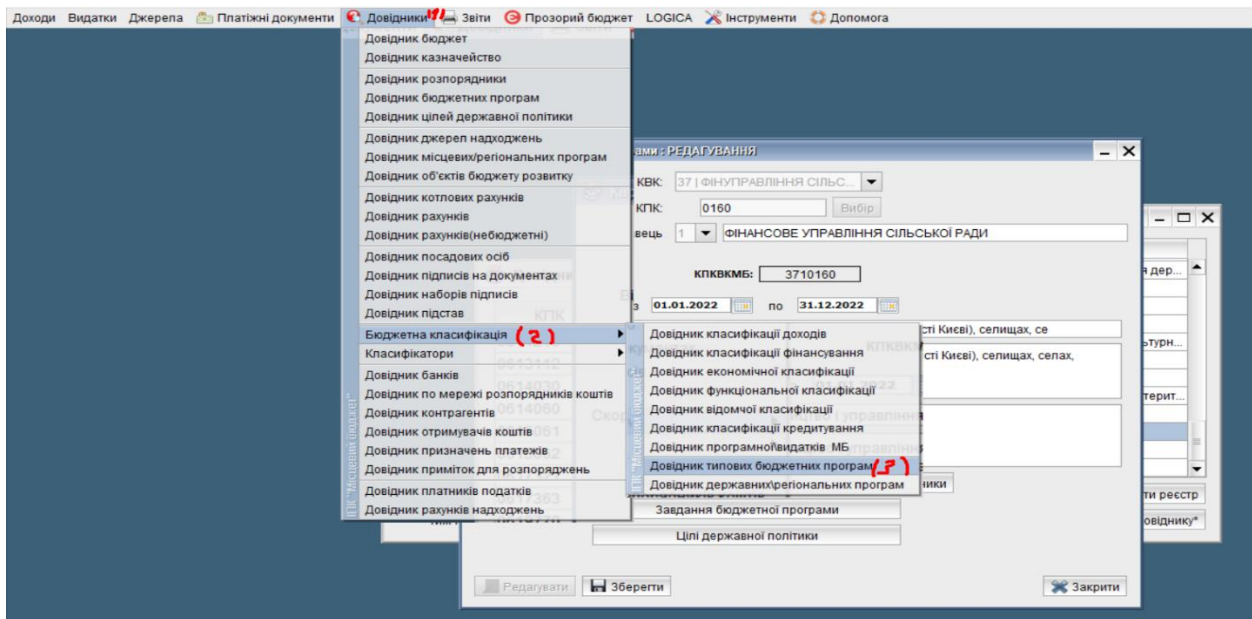 Доходи Видатки Джерела Платіжні документи Довідники (1) Звіти Прозорий бюджет LOGICA Інструменти Допомога
Довідник бюджет
Довідник казначейство
Довідник розпорядники
Довідник бюджетних програм
Довідник цілей державної політики
Довідник джерел надходжень
Довідник місцевих/регіональних програм
Довідник об'єктів бюджету розвитку
Довідник котлових рахунків
Довідник рахунків
Довідник рахунків(небюджетні)
Довідник посадових осіб
Довідник підписів на документах
Довідник наборів підписів
Довідник підстав
Бюджетна класифікація (2)
Класифікатори
Довідник банків
Довідник по мережі розпорядників коштів
Довідник контрагентів
Довідник отримувачів коштів
Довідник призначень платежів
Довідник приміток для розпоряджень
Довідник платників податків
Довідник рахунків надходжень
ПК "Місцевий бюджет"
Довідник класифікації доходів
Довідник класифікації фінансування
Довідник економічної класифікації
Довідник функціональної класифікації
Довідник відомчої класифікації
Довідник класифікації кредитування
Довідник програмної\видатків МБ
Довідник типових бюджетних програм (3)
Довідник державних\регіональних програм
ами : РЕДАГУВАННЯ
КВК: 37 | ФІНУПРАВЛІННЯ СІЛЬС...
КПК: 0160 Вибір
вець 1 ФІНАНСОВЕ УПРАВЛІННЯ СІЛЬСЬКОЇ РАДИ
КПКВКМБ: 3710160
з 01.01.2022 по 31.12.2022
сті Києві), селищах, се
сті Києві), селищах, селах,
ники
Завдання бюджетної програми
Цілі державної політики
Редагувати Зберегти Закрити
я дер...
ьтурн...
терит...
ти реєстр
овіднику*